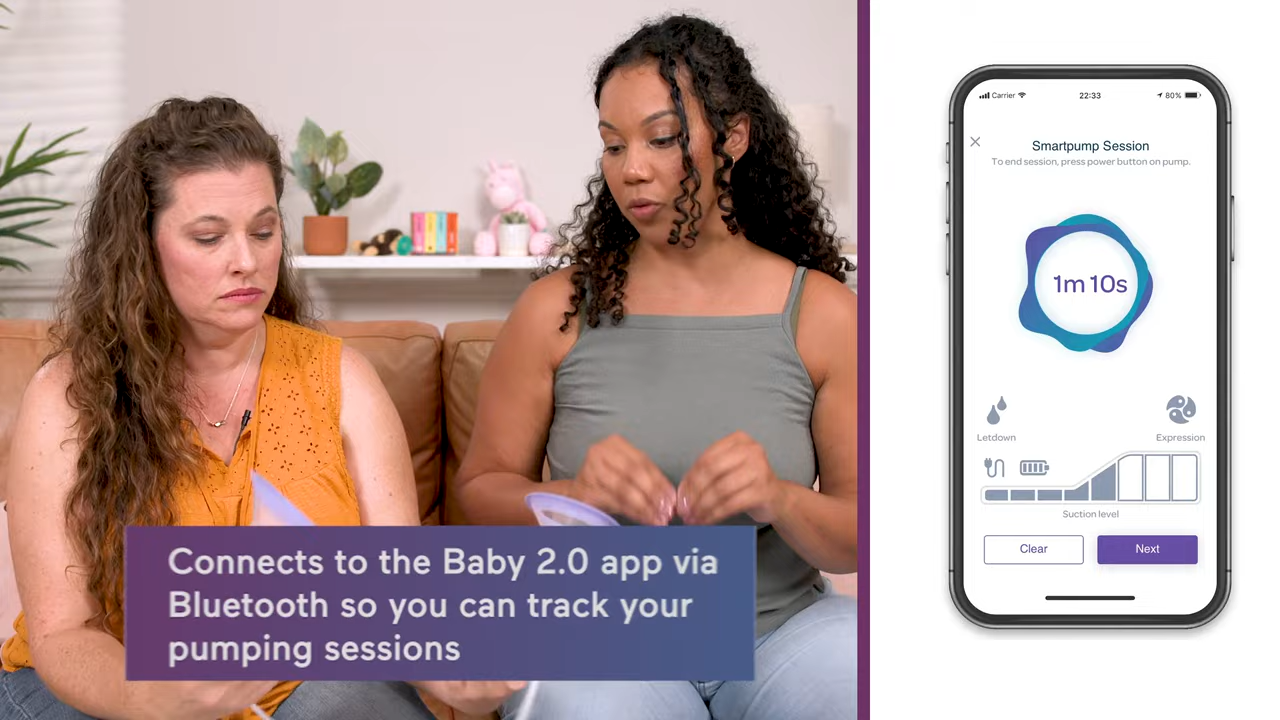 Connects to the Baby 2.0 app via
Bluetooth so you can track your
pumping sessions
Carrier
22:33
80%
Smartpump Session
To end session, press power button on pump.
1m 10s
Letdown
Expression
Suction level
Clear
Next